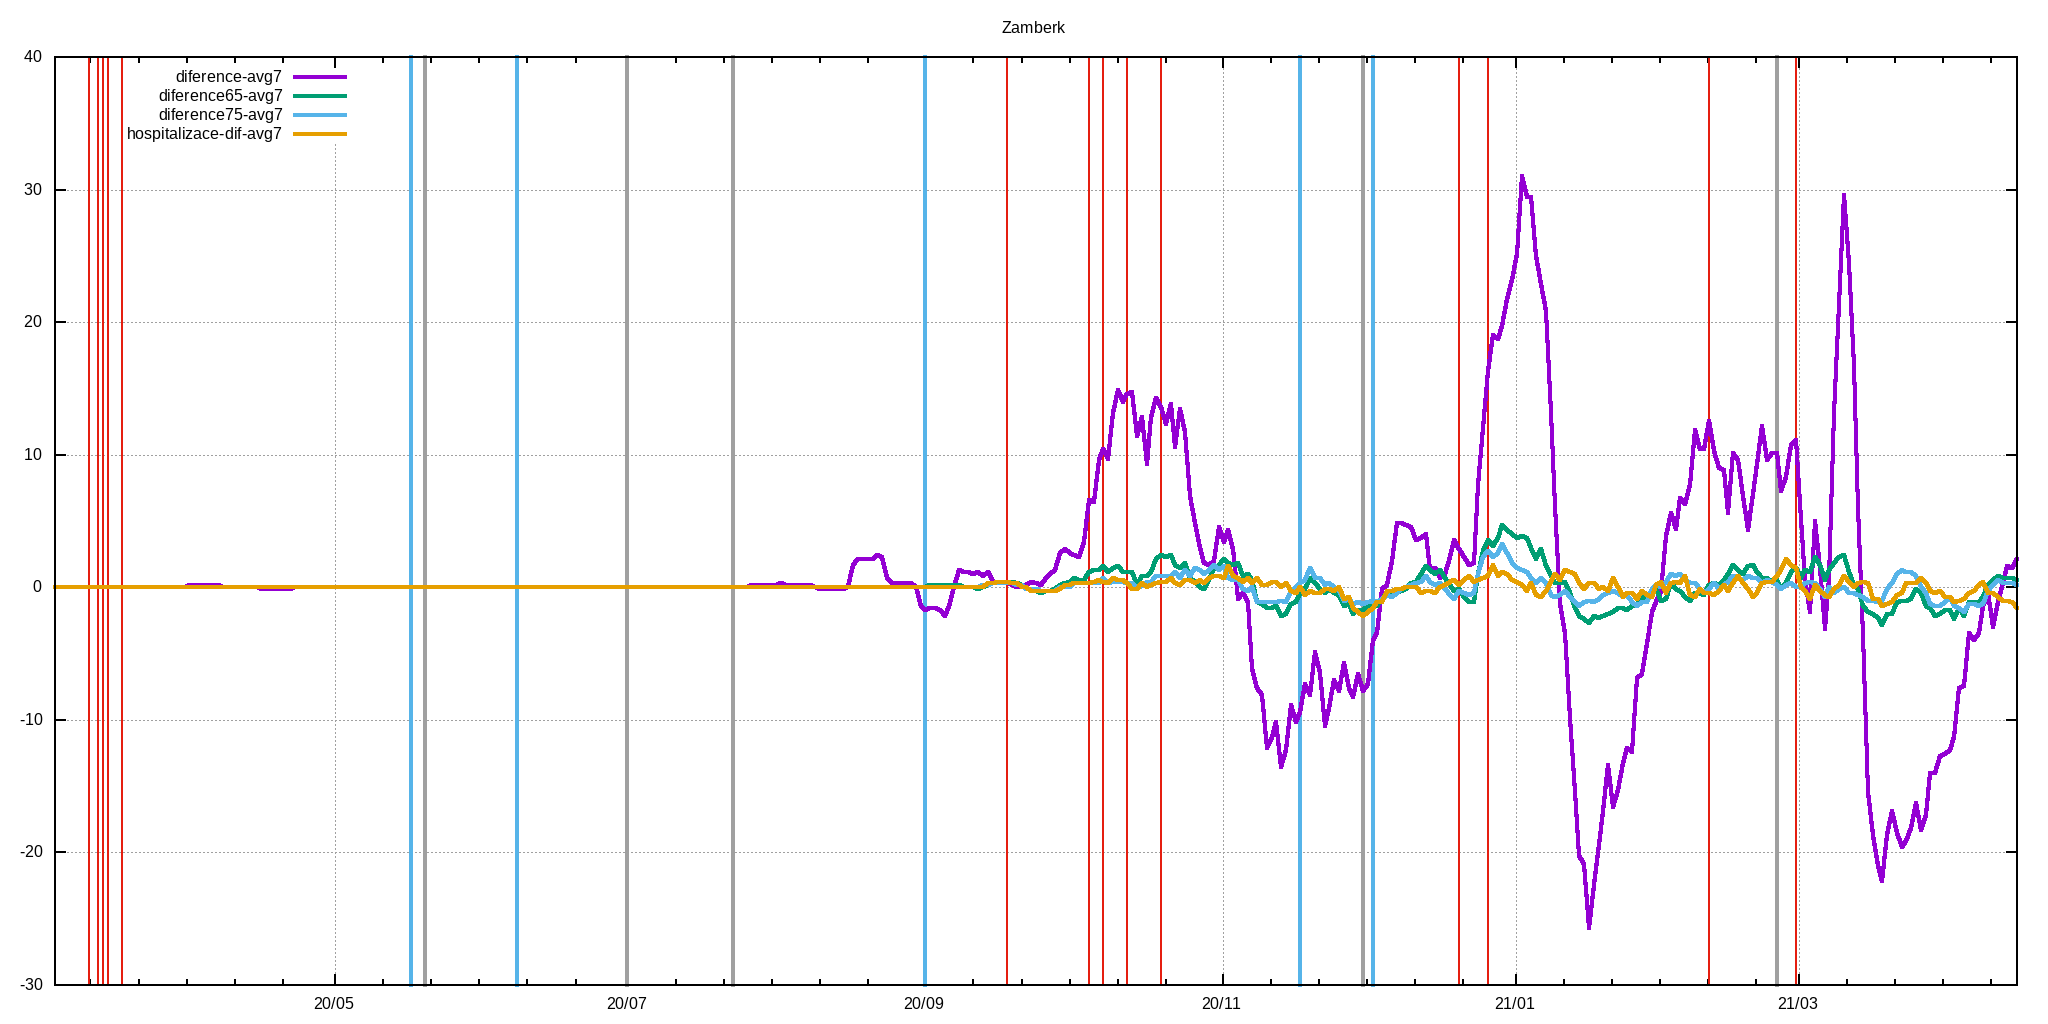 Zamberk
40
30
20
10
0
-10
-20
-30
diference-avg7
diference65-avg7
diference75-avg7
hospitalizace-dif-avg7
20/05 20/07 20/09 20/11 21/01 21/03